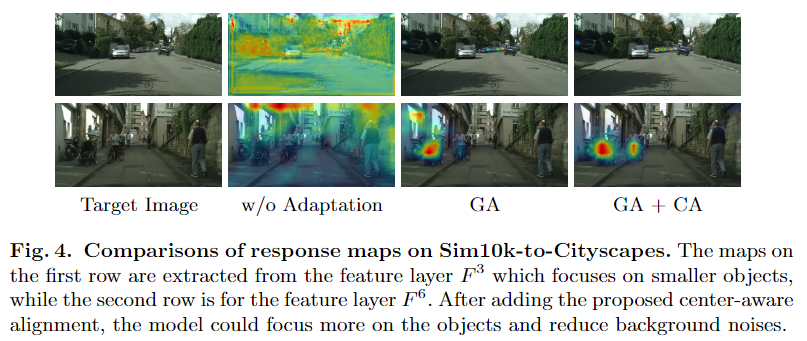 Target Image w/o Adaptation GA GA + CA
Fig. 4. Comparisons of response maps on Sim10k-to-Cityscapes. The maps on
the first row are extracted from the feature layer F³ which focuses on smaller objects,
while the second row is for the feature layer F⁶. After adding the proposed center-aware
alignment, the model could focus more on the objects and reduce background noises.